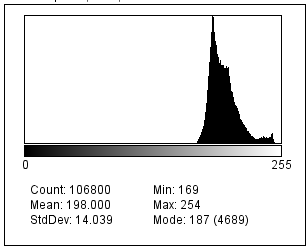 0 255
Count: 106800 Min: 169
Mean: 198.000 Max: 254
StdDev: 14.039 Mode: 187 (4689)